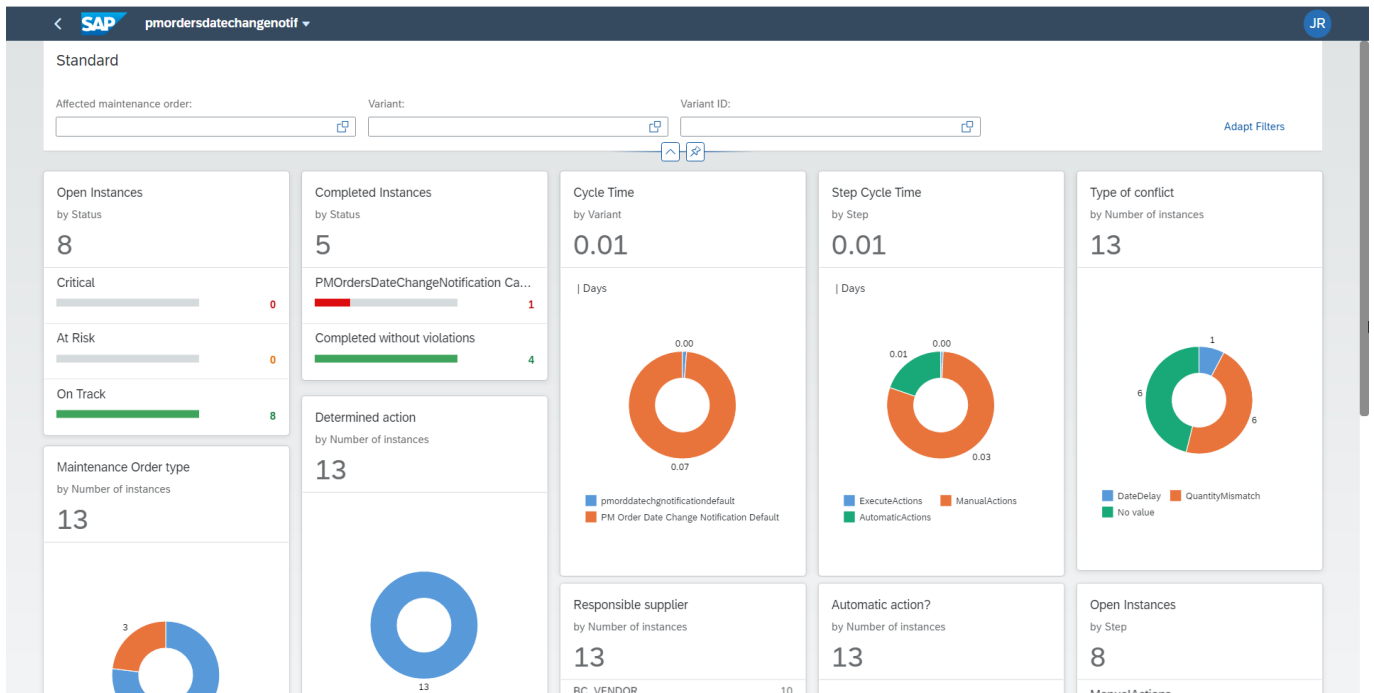 SAP
pmordersdatechangenotif
JR
Standard
Affected maintenance order:
Variant:
Variant ID:
Adapt Filters
Open Instances
by Status
8
Critical
0
At Risk
0
On Track
8
Completed Instances
by Status
5
PMOrdersDateChangeNotification Ca...
1
Completed without violations
4
Cycle Time
by Variant
0.01
| Days
0.00
0.07
pmorddatechgnotificationdefault
PM Order Date Change Notification Default
Step Cycle Time
by Step
0.01
| Days
0.00
0.01
0.03
ExecuteActions ManualActions
AutomaticActions
Type of conflict
by Number of instances
13
1
6
6
DateDelay QuantityMismatch
No value
Maintenance Order type
by Number of instances
13
3
Determined action
by Number of instances
13
13
Responsible supplier
by Number of instances
13
BC_VENDOR 10
Automatic action?
by Number of instances
13
Open Instances
by Step
8
ManualActions